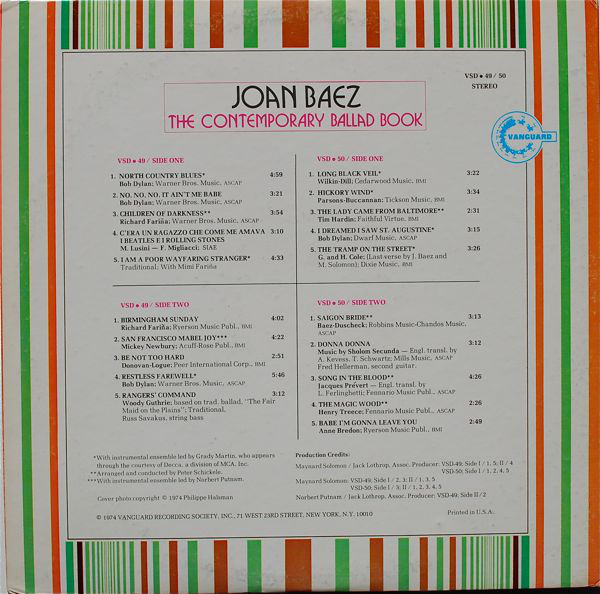 VSD • 49 / 50
STEREO
JOAN BAEZ
THE CONTEMPORARY BALLAD BOOK
VANGUARD
VSD • 49 / SIDE ONE
1. NORTH COUNTRY BLUES* 4:59
Bob Dylan; Warner Bros. Music, ASCAP
2. NO, NO, NO, IT AIN'T ME BABE 3:21
Bob Dylan; Warner Bros. Music, ASCAP
3. CHILDREN OF DARKNESS** 3:54
Richard Fariña; Warner Bros. Music, ASCAP
4. C'ERA UN RAGAZZO CHE COME ME AMAVA 3:10
I BEATLES E I ROLLING STONES
M. Lusini — F. Migliacci; SIAE
5. I AM A POOR WAYFARING STRANGER* 4:33
Traditional; With Mimi Fariña
VSD • 50 / SIDE ONE
1. LONG BLACK VEIL* 3:22
Wilkin-Dill; Cedarwood Music, BMI
2. HICKORY WIND* 3:34
Parsons-Buccannan; Tickson Music, BMI
3. THE LADY CAME FROM BALTIMORE** 2:31
Tim Hardin; Faithful Virtue, BMI
4. I DREAMED I SAW ST. AUGUSTINE* 3:15
Bob Dylan; Dwarf Music, ASCAP
5. THE TRAMP ON THE STREET* 3:26
G. and H. Cole; (Last verse by J. Baez and
M. Solomon); Dixie Music, BMI
VSD • 49 / SIDE TWO
1. BIRMINGHAM SUNDAY 4:02
Richard Fariña; Ryerson Music Publ., BMI
2. SAN FRANCISCO MABEL JOY*** 4:22
Mickey Newbury; Acuff-Rose Publ., BMI
3. BE NOT TOO HARD 2:51
Donovan-Logue; Peer International Corp., BMI
4. RESTLESS FAREWELL* 5:46
Bob Dylan; Warner Bros. Music, ASCAP
5. RANGERS' COMMAND 3:12
Woody Guthrie; based on trad. ballad, "The Fair
Maid on the Plains"; Traditional,
Russ Savakus, string bass
VSD • 50 / SIDE TWO
1. SAIGON BRIDE** 3:13
Baez-Duscheck; Robbins Music-Chandos Music,
ASCAP
2. DONNA DONNA 3:12
Music by Sholom Secunda — Engl. transl. by
A. Kevess, T. Schwartz; Mills Music, ASCAP
Fred Hellerman, second guitar.
3. SONG IN THE BLOOD** 4:26
Jacques Prévert — Engl. transl. by
L. Ferlinghetti; Fennario Music Publ., ASCAP
4. THE MAGIC WOOD** 2:26
Henry Treece; Fennario Music Publ., ASCAP
5. BABE I'M GONNA LEAVE YOU 2:49
Anne Bredon; Ryerson Music Publ., BMI
*With instrumental ensemble led by Grady Martin, who appears
through the courtesy of Decca, a division of MCA, Inc.
**Arranged and conducted by Peter Schickele.
***With instrumental ensemble led by Norbert Putnam.
Cover photo copyright © 1974 Philippe Halsman
Production Credits:
Maynard Solomon / Jack Lothrop, Assoc. Producer: VSD-49; Side I / 1, 5; II / 4
VSD-50; Side I / 1, 2, 4, 5
Maynard Solomon: VSD-49; Side I / 2, 3; II / 1, 3, 5
VSD-50; Side I / 3; II / 1, 2, 3, 4, 5
Norbert Putnam / Jack Lothrop, Assoc. Producer: VSD-49; Side II / 2
© 1974 VANGUARD RECORDING SOCIETY, INC., 71 WEST 23RD STREET, NEW YORK, N.Y. 10010
Printed in U.S.A.